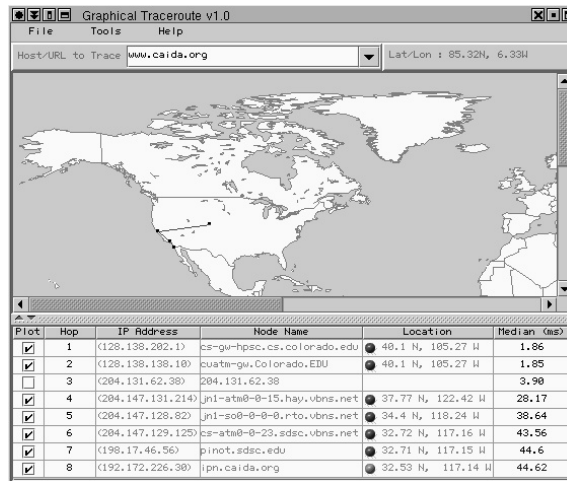 Graphical Traceroute v1.0
File Tools Help
Host/URL to Trace www.caida.org Lat/Lon : 85.32N, 6.33W
Plot Hop IP Address Node Name Location Median (ms)
1 (128.138.202.1) cs-gw-hpsc.cs.colorado.edu 40.1 N, 105.27 W 1.86
2 (128.138.138.10) cuatm-gw.Colorado.EDU 40.1 N, 105.27 W 1.85
3 (204.131.62.38) 204.131.62.38 3.90
4 (204.147.131.214) jn1-atm0-0-15.hay.vbns.net 37.77 N, 122.42 W 28.17
5 (204.147.128.82) jn1-so0-0-0-0.rto.vbns.net 34.4 N, 118.24 W 38.64
6 (204.147.129.125) cs-atm0-0-23.sdsc.vbns.net 32.72 N, 117.16 W 43.56
7 (198.17.46.56) pinot.sdsc.edu 32.71 N, 117.15 W 44.6
8 (192.172.226.30) ipn.caida.org 32.53 N, 117.14 W 44.62